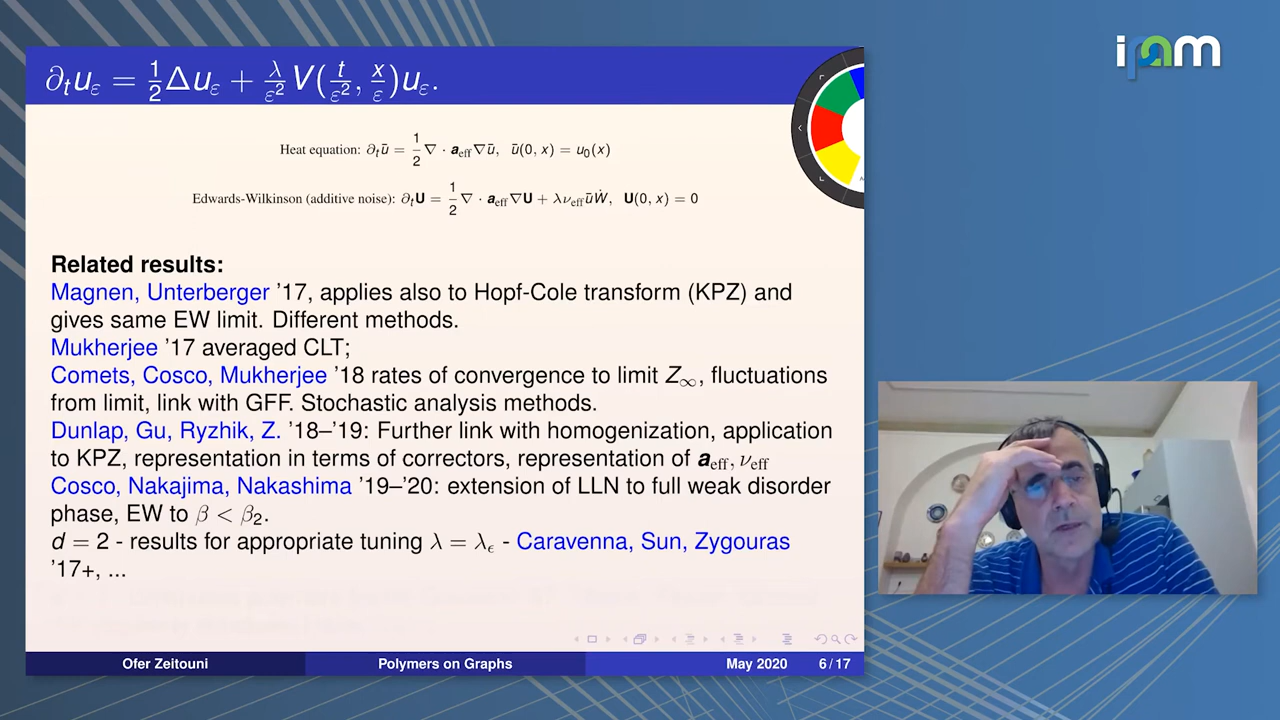 ipam
∂ₜu_ε = ½Δu_ε + λ/ε² V(t/ε², x/ε)u_ε.
Heat equation: ∂ₜū = ½∇ · a_eff∇ū, ū(0, x) = u₀(x)
Edwards-Wilkinson (additive noise): ∂ₜU = ½∇ · a_eff∇U + λν_effūẆ, U(0, x) = 0
Related results:
Magnen, Unterberger '17, applies also to Hopf-Cole transform (KPZ) and
gives same EW limit. Different methods.
Mukherjee '17 averaged CLT;
Comets, Cosco, Mukherjee '18 rates of convergence to limit Z_∞, fluctuations
from limit, link with GFF. Stochastic analysis methods.
Dunlap, Gu, Ryzhik, Z. '18–'19: Further link with homogenization, application
to KPZ, representation in terms of correctors, representation of a_eff, ν_eff
Cosco, Nakajima, Nakashima '19–'20: extension of LLN to full weak disorder
phase, EW to β < β₂.
d = 2 - results for appropriate tuning λ = λ_ϵ - Caravenna, Sun, Zygouras
'17+, ...
Ofer Zeitouni Polymers on Graphs May 2020 6/17